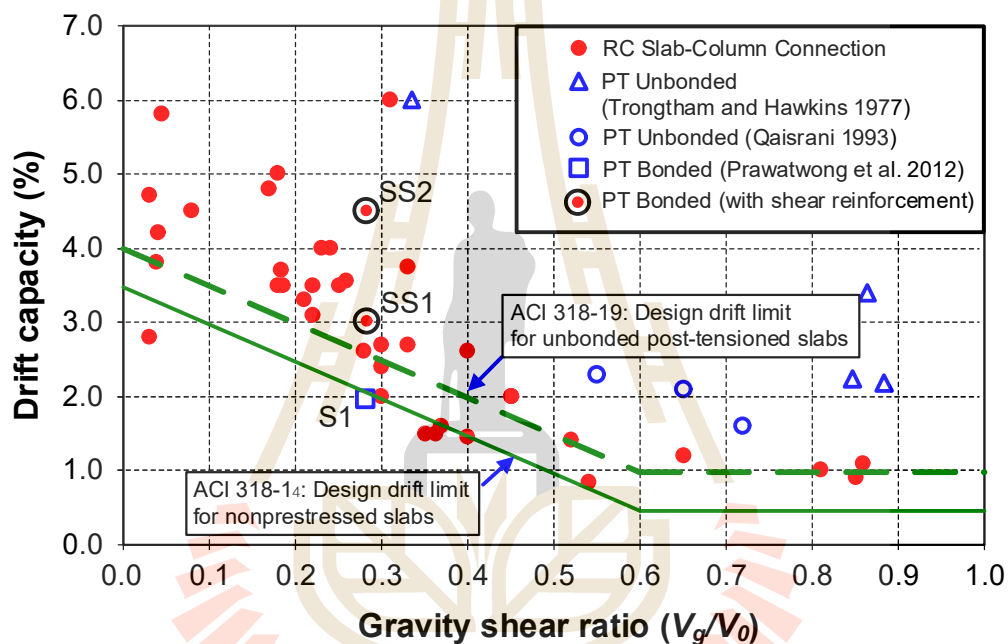 7.0
6.0
5.0
4.0
3.0
2.0
1.0
0.0
Drift capacity (%)
RC Slab-Column Connection
PT Unbonded
(Trongtham and Hawkins 1977)
PT Unbonded (Qaisrani 1993)
PT Bonded (Prawatwong et al. 2012)
PT Bonded (with shear reinforcement)
SS2
SS1
S1
ACI 318-19: Design drift limit
for unbonded post-tensioned slabs
ACI 318-14: Design drift limit
for nonprestressed slabs
0.0 0.1 0.2 0.3 0.4 0.5 0.6 0.7 0.8 0.9 1.0
Gravity shear ratio (Vg/V0)